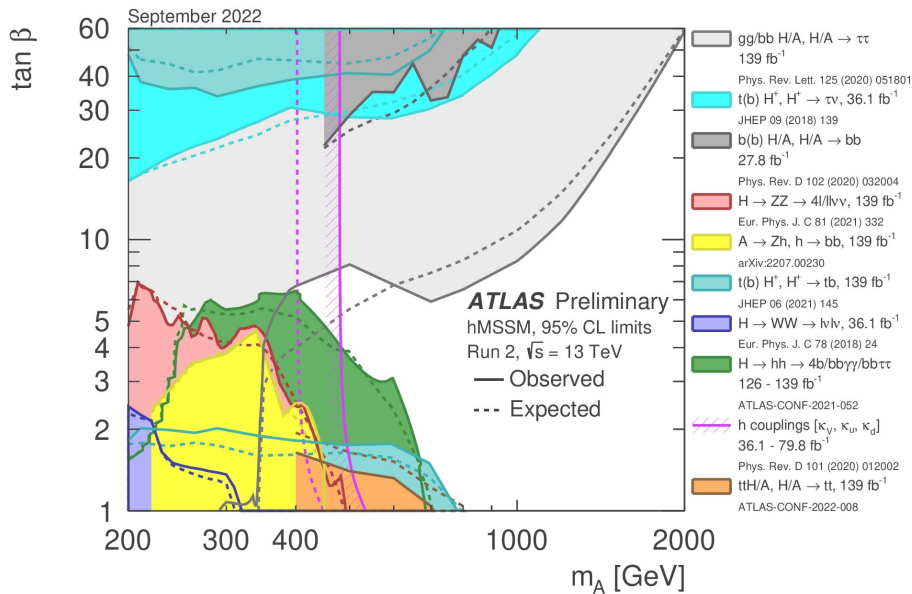 September 2022
tan β
60
40
30
20
10
5
4
3
2
1
200
300
400
1000
2000
m_A [GeV]
ATLAS Preliminary
hMSSM, 95% CL limits
Run 2, √s = 13 TeV
Observed
Expected
gg/bb H/A, H/A → ττ
139 fb⁻¹
Phys. Rev. Lett. 125 (2020) 051801
t(b) H⁺, H⁺ → τν, 36.1 fb⁻¹
JHEP 09 (2018) 139
b(b) H/A, H/A → bb
27.8 fb⁻¹
Phys. Rev. D 102 (2020) 032004
H → ZZ → 4l/llνν, 139 fb⁻¹
Eur. Phys. J. C 81 (2021) 332
A → Zh, h → bb, 139 fb⁻¹
arXiv:2207.00230
t(b) H⁺, H⁺ → tb, 139 fb⁻¹
JHEP 06 (2021) 145
H → WW → lνlν, 36.1 fb⁻¹
Eur. Phys. J. C 78 (2018) 24
H → hh → 4b/bbγγ/bbττ
126 - 139 fb⁻¹
ATLAS-CONF-2021-052
h couplings [κ_V, κ_u, κ_d]
36.1 - 79.8 fb⁻¹
Phys. Rev. D 101 (2020) 012002
ttH/A, H/A → tt, 139 fb⁻¹
ATLAS-CONF-2022-008